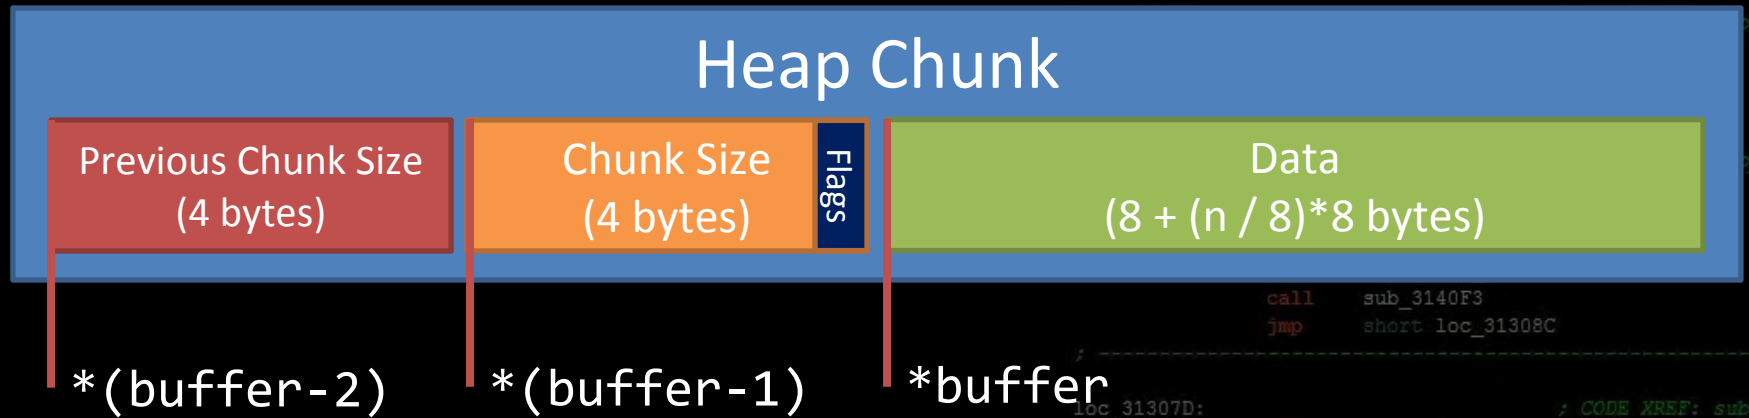 Heap Chunk
Previous Chunk Size
(4 bytes)
Chunk Size
(4 bytes)
Flags
Data
(8 + (n / 8)*8 bytes)
call sub_3140F3
jmp short loc_31308C
*(buffer-2)
*(buffer-1)
*buffer
loc_31307D: ; CODE XREF: sub